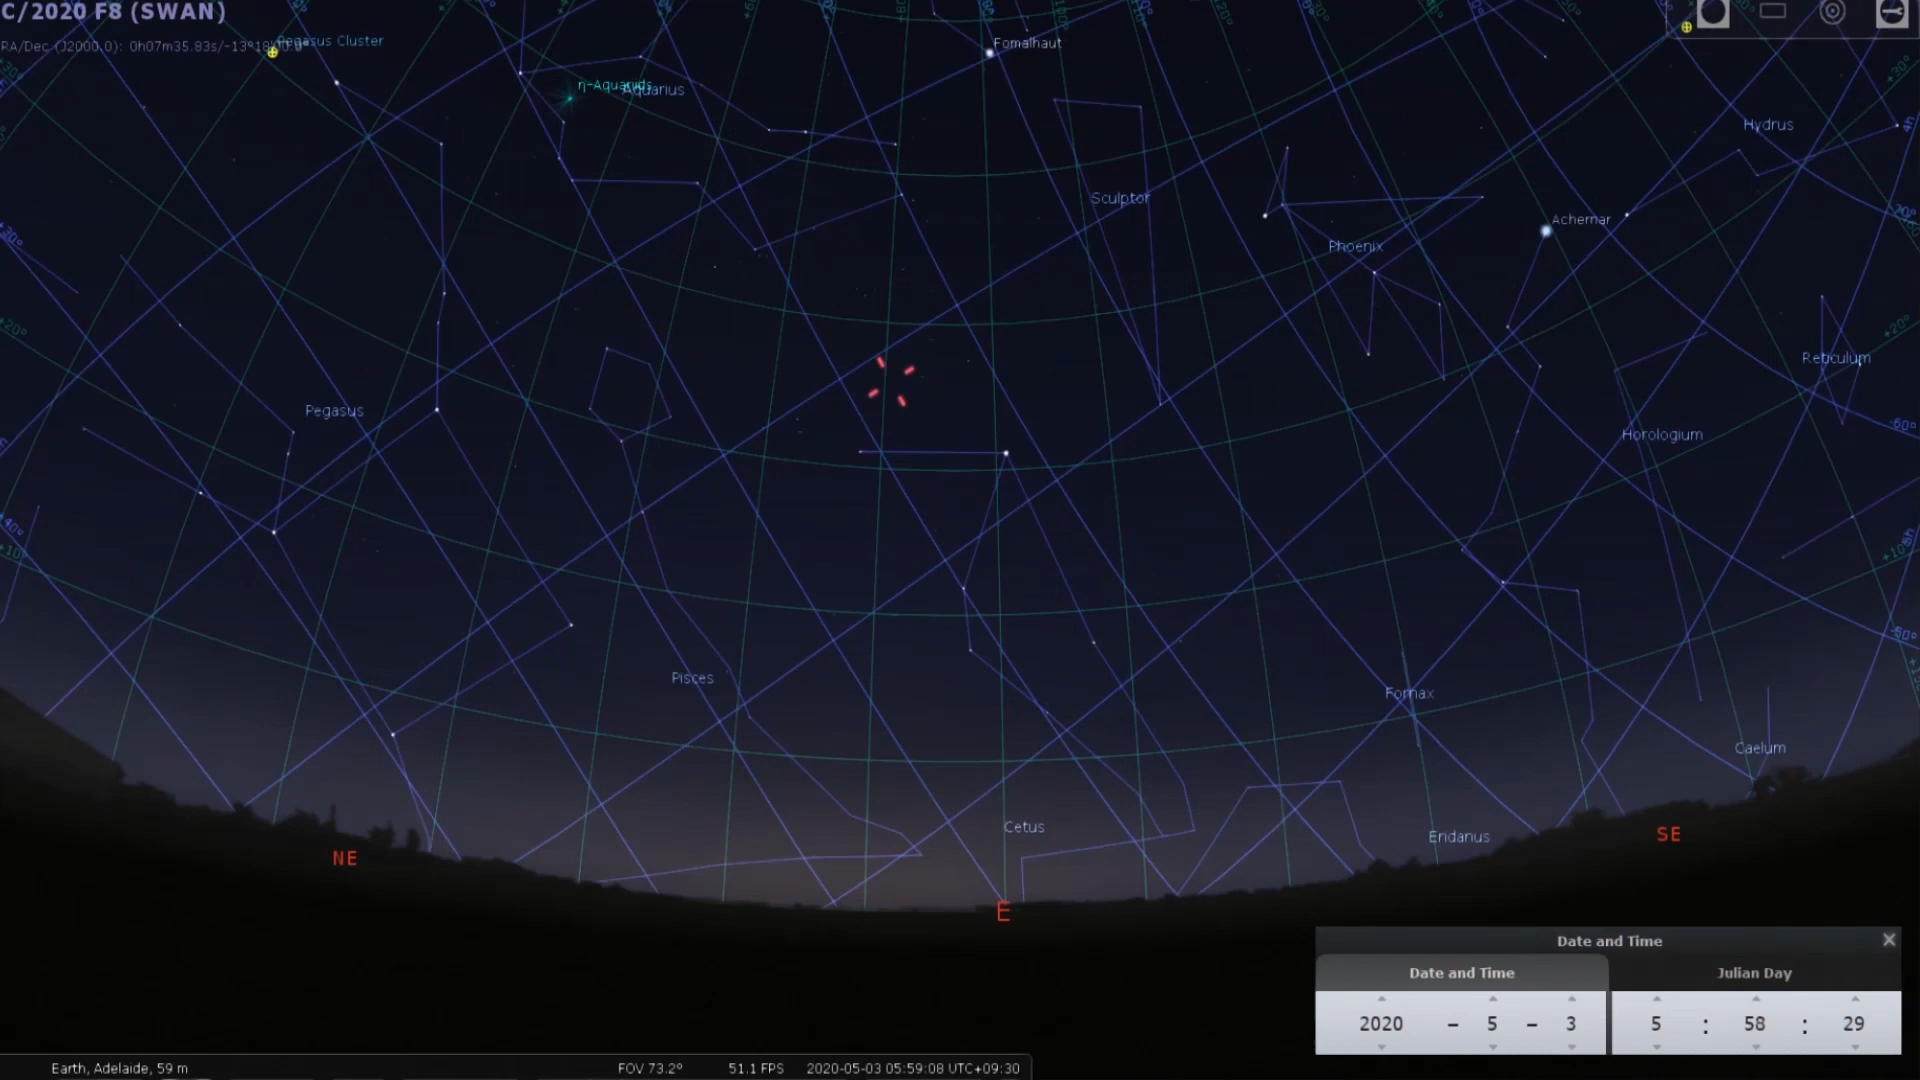 C/2020 F8 (SWAN)
RA/Dec (J2000.0): 0h07m35.83s/-13°18'
Pegasus Cluster
Fomalhaut
η-Aquariids
Aquarius
Hydrus
Sculptor
Achernar
Phoenix
Reticulum
Pegasus
Horologium
Pisces
Fornax
Caelum
Cetus
Eridanus
SE
NE
E
Date and Time
Date and Time
Julian Day
2020 - 5 - 3
5 : 58 : 29
Earth, Adelaide, 59 m
FOV 73.2°
51.1 FPS
2020-05-03 05:59:08 UTC+09:30